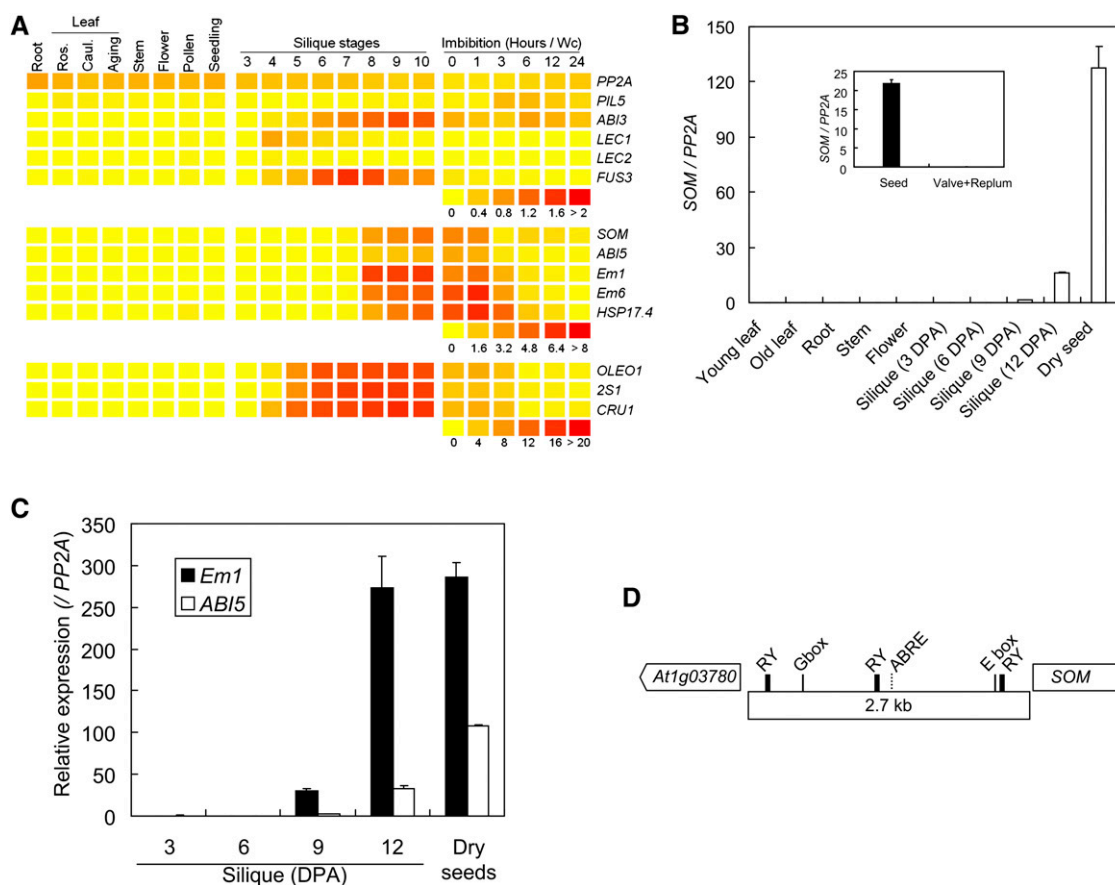 A
Leaf
Root
Ros.
Caul.
Aging
Stem
Flower
Pollen
Seedling
Silique stages
3 4 5 6 7 8 9 10
Imbibition (Hours / Wc)
0 1 3 6 12 24
PP2A
PIL5
ABI3
LEC1
LEC2
FUS3
0 0.4 0.8 1.2 1.6 > 2
SOM
ABI5
Em1
Em6
HSP17.4
0 1.6 3.2 4.8 6.4 > 8
OLEO1
2S1
CRU1
0 4 8 12 16 > 20
B
SOM / PP2A
150
120
90
60
30
0
SOM / PP2A
25
20
15
10
5
0
Seed Valve+Replum
Young leaf
Old leaf
Root
Stem
Flower
Silique (3 DPA)
Silique (6 DPA)
Silique (9 DPA)
Silique (12 DPA)
Dry seed
C
Relative expression (/ PP2A)
350
300
250
200
150
100
50
0
Em1
ABI5
3 6 9 12 Dry
Silique (DPA) seeds
D
RY
Gbox
RY
ABRE
E box
RY
At1g03780
SOM
2.7 kb